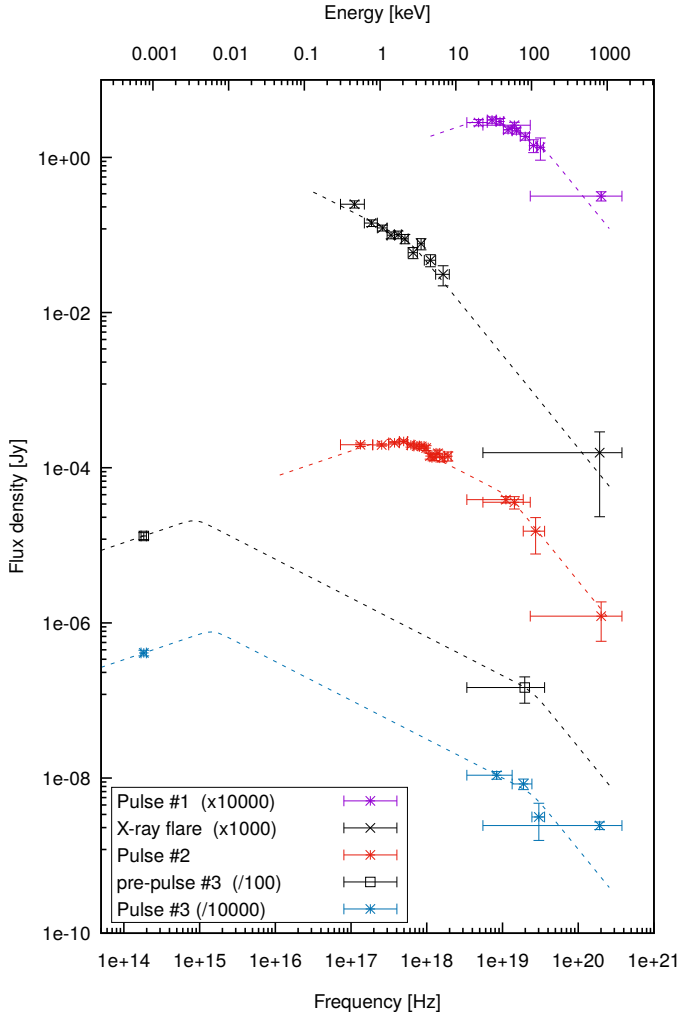 Energy [keV]
0.001 0.01 0.1 1 10 100 1000
1e+00
1e-02
1e-04
1e-06
1e-08
1e-10
Flux density [Jy]
Pulse #1 (x10000)
X-ray flare (x1000)
Pulse #2
pre-pulse #3 (/100)
Pulse #3 (/10000)
1e+14 1e+15 1e+16 1e+17 1e+18 1e+19 1e+20 1e+21
Frequency [Hz]